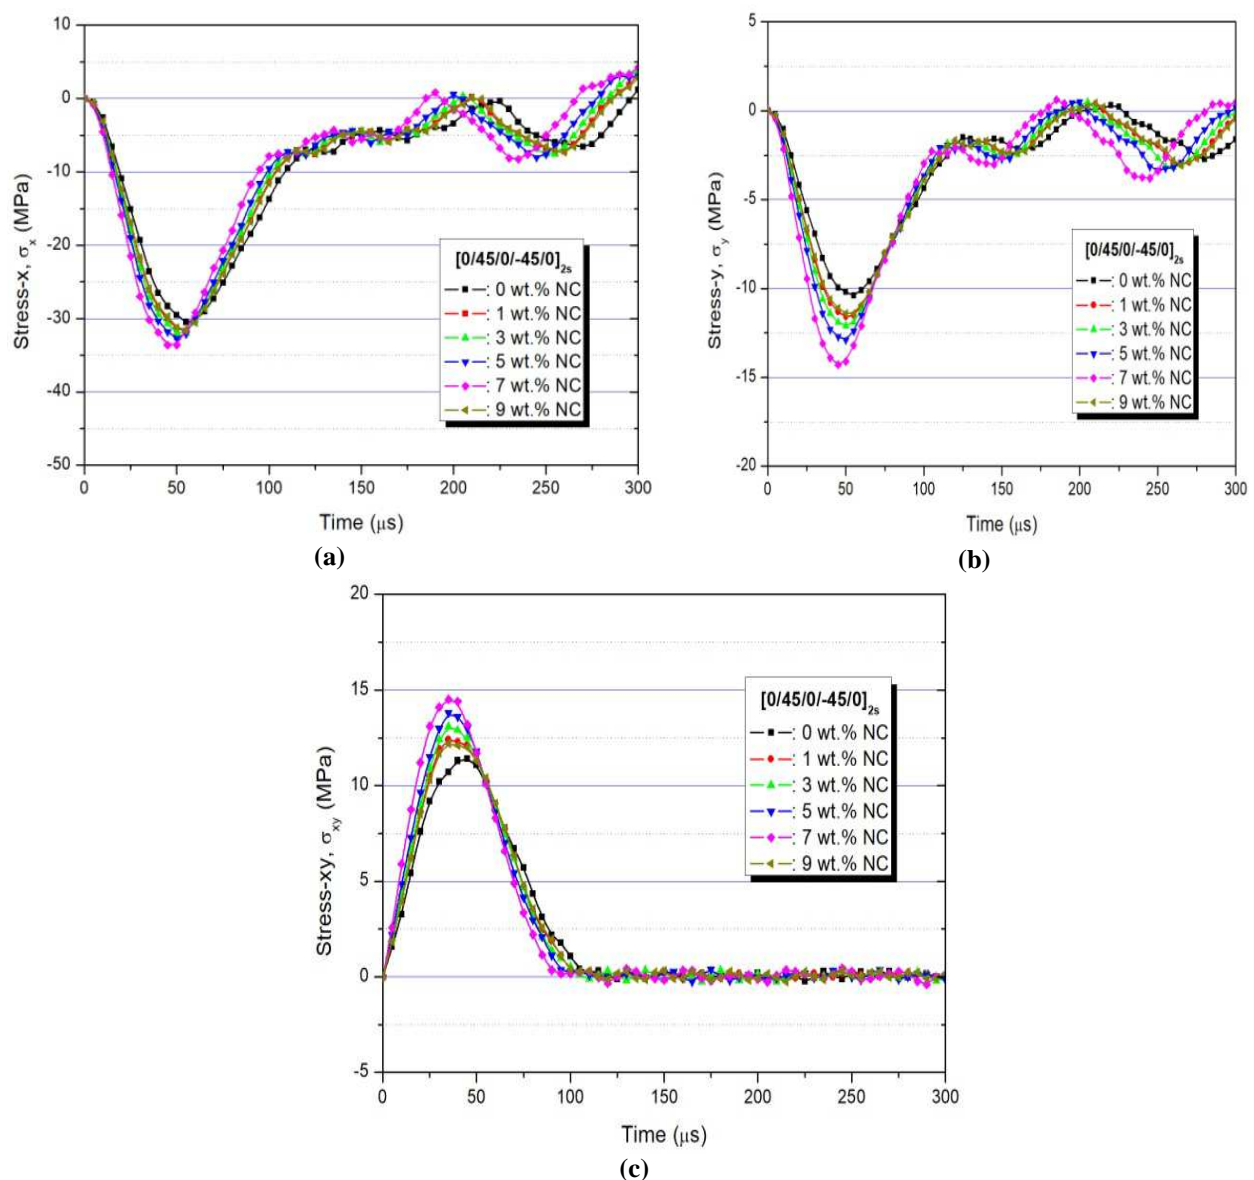 10
0
-10
-20
-30
-40
-50
Stress-x, σx (MPa)
[0/45/0/-45/0]2s
: 0 wt.% NC
: 1 wt.% NC
: 3 wt.% NC
: 5 wt.% NC
: 7 wt.% NC
: 9 wt.% NC
0 50 100 150 200 250 300
Time (μs)
(a)
5
0
-5
-10
-15
-20
Stress-y, σy (MPa)
[0/45/0/-45/0]2s
: 0 wt.% NC
: 1 wt.% NC
: 3 wt.% NC
: 5 wt.% NC
: 7 wt.% NC
: 9 wt.% NC
0 50 100 150 200 250 300
Time (μs)
(b)
20
15
10
5
0
-5
Stress-xy, σxy (MPa)
[0/45/0/-45/0]2s
: 0 wt.% NC
: 1 wt.% NC
: 3 wt.% NC
: 5 wt.% NC
: 7 wt.% NC
: 9 wt.% NC
0 50 100 150 200 250 300
Time (μs)
(c)